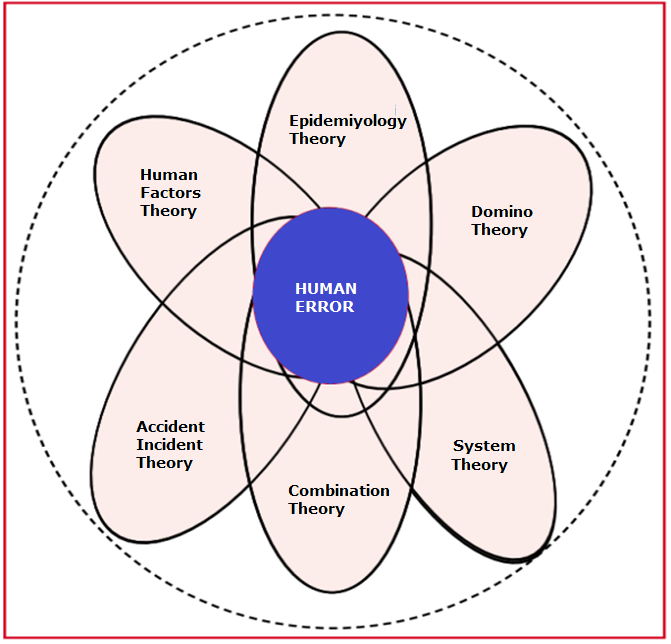 Epidemiyology
Theory
Human
Factors
Theory
Domino
Theory
HUMAN
ERROR
Accident
Incident
Theory
System
Theory
Combination
Theory